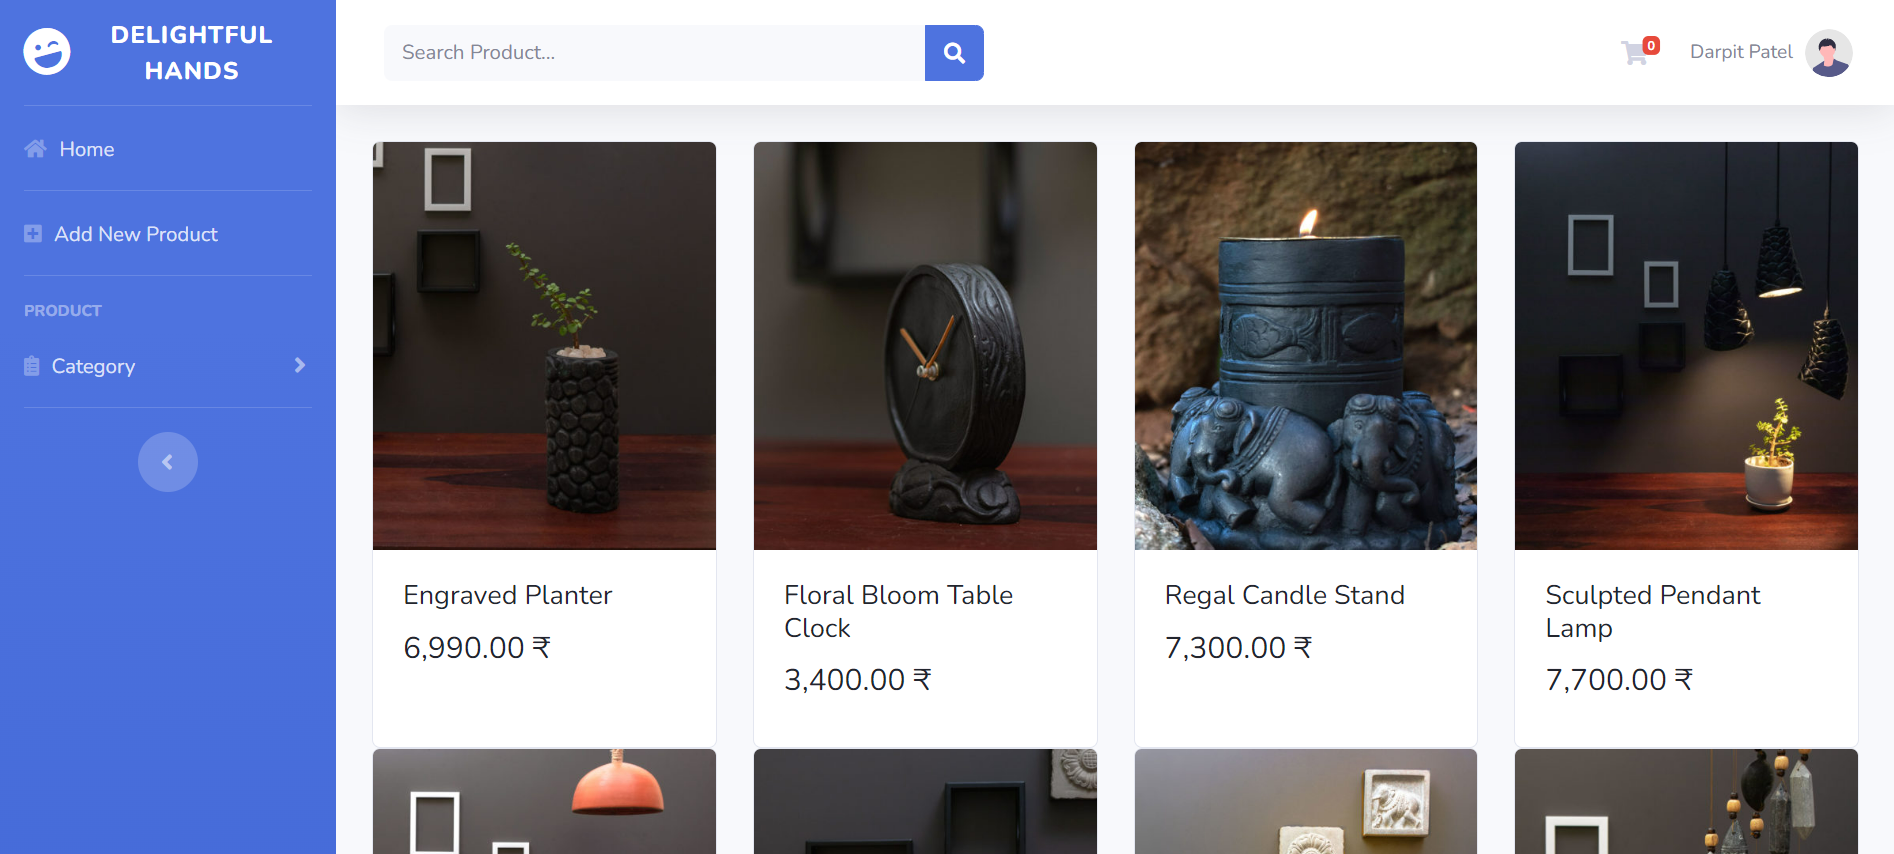 DELIGHTFUL
HANDS
Home
Add New Product
PRODUCT
Category
Search Product...
0
Darpit Patel
Engraved Planter
6,990.00 ₹
Floral Bloom Table
Clock
3,400.00 ₹
Regal Candle Stand
7,300.00 ₹
Sculpted Pendant
Lamp
7,700.00 ₹